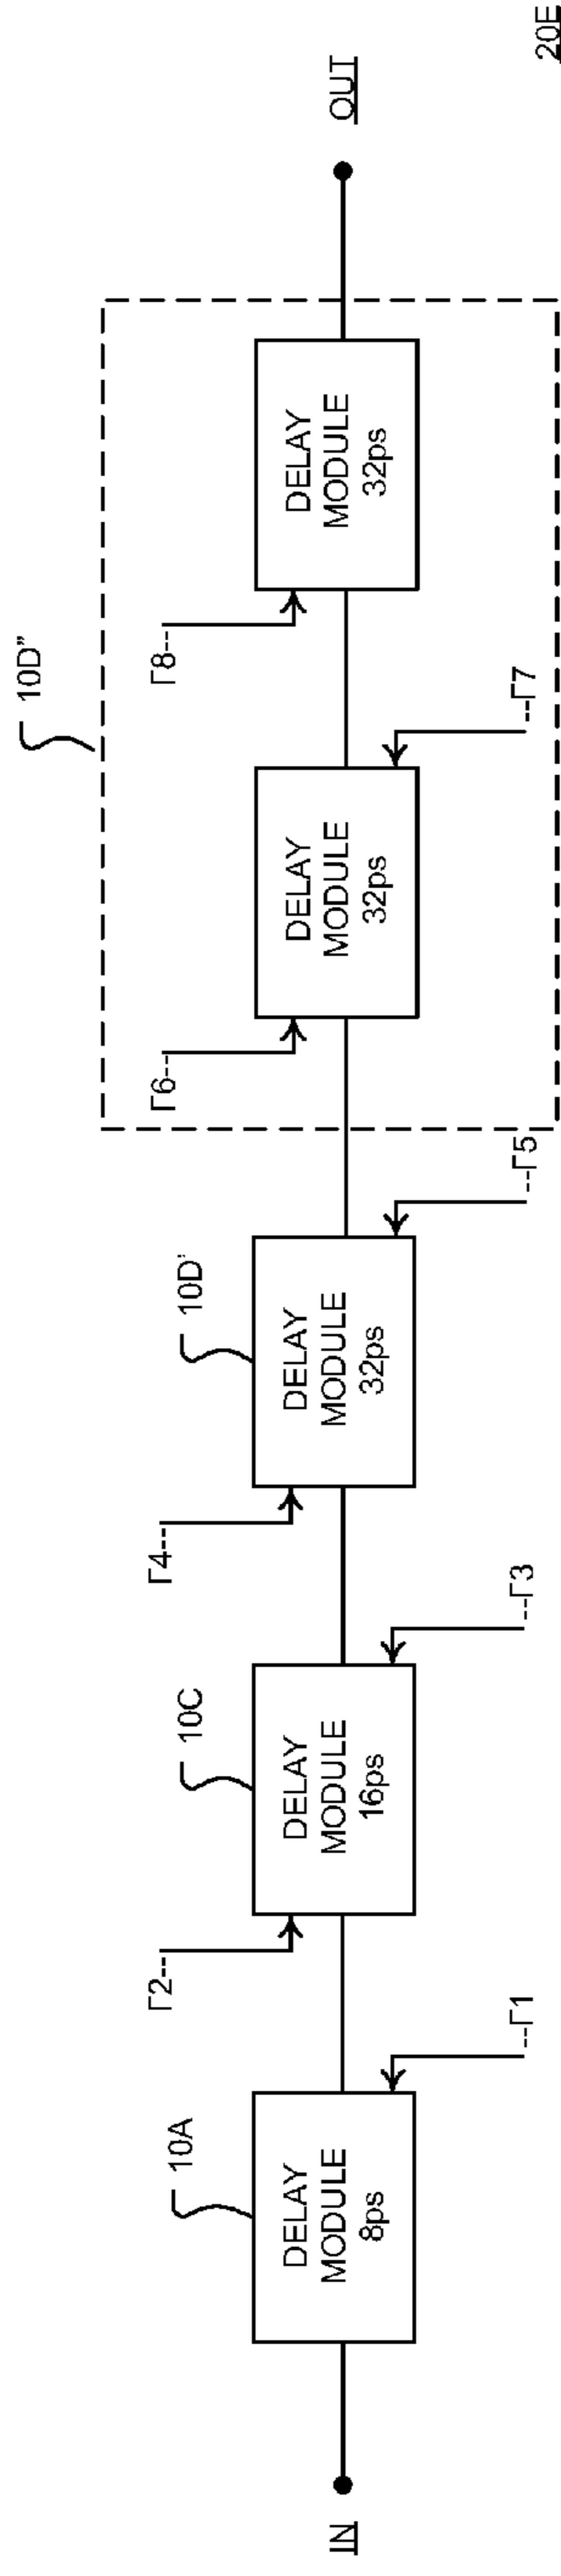 IN
10A
DELAY
MODULE
8ps
---Γ1
Γ2---
10C
DELAY
MODULE
16ps
---Γ3
Γ4---
10D'
DELAY
MODULE
32ps
---Γ5
10D"
Γ6---
DELAY
MODULE
32ps
---Γ7
Γ8---
DELAY
MODULE
32ps
OUT
20E